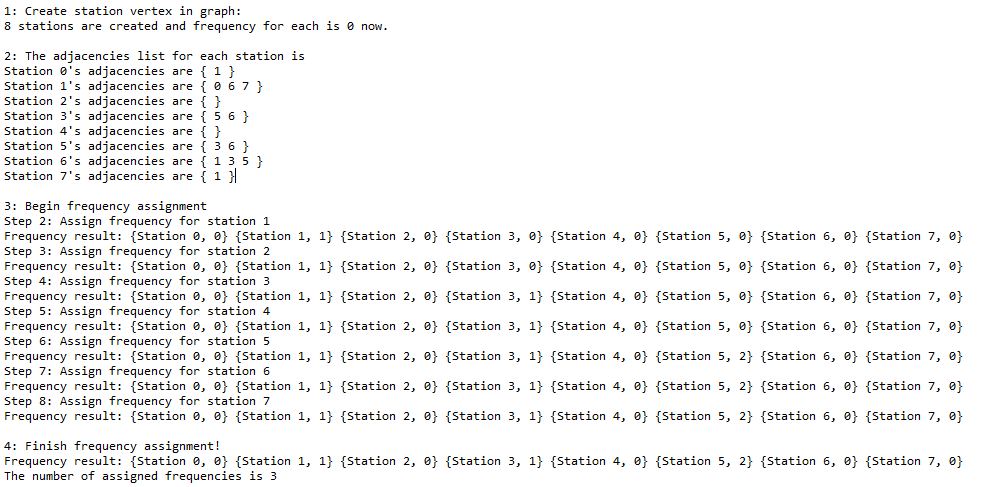 1: Create station vertex in graph:
8 stations are created and frequency for each is 0 now.
2: The adjacencies list for each station is
Station 0's adjacencies are { 1 }
Station 1's adjacencies are { 0 6 7 }
Station 2's adjacencies are { }
Station 3's adjacencies are { 5 6 }
Station 4's adjacencies are { }
Station 5's adjacencies are { 3 6 }
Station 6's adjacencies are { 1 3 5 }
Station 7's adjacencies are { 1 }
3: Begin frequency assignment
Step 2: Assign frequency for station 1
Frequency result: {Station 0, 0} {Station 1, 1} {Station 2, 0} {Station 3, 0} {Station 4, 0} {Station 5, 0} {Station 6, 0} {Station 7, 0}
Step 3: Assign frequency for station 2
Frequency result: {Station 0, 0} {Station 1, 1} {Station 2, 0} {Station 3, 0} {Station 4, 0} {Station 5, 0} {Station 6, 0} {Station 7, 0}
Step 4: Assign frequency for station 3
Frequency result: {Station 0, 0} {Station 1, 1} {Station 2, 0} {Station 3, 1} {Station 4, 0} {Station 5, 0} {Station 6, 0} {Station 7, 0}
Step 5: Assign frequency for station 4
Frequency result: {Station 0, 0} {Station 1, 1} {Station 2, 0} {Station 3, 1} {Station 4, 0} {Station 5, 0} {Station 6, 0} {Station 7, 0}
Step 6: Assign frequency for station 5
Frequency result: {Station 0, 0} {Station 1, 1} {Station 2, 0} {Station 3, 1} {Station 4, 0} {Station 5, 2} {Station 6, 0} {Station 7, 0}
Step 7: Assign frequency for station 6
Frequency result: {Station 0, 0} {Station 1, 1} {Station 2, 0} {Station 3, 1} {Station 4, 0} {Station 5, 2} {Station 6, 0} {Station 7, 0}
Step 8: Assign frequency for station 7
Frequency result: {Station 0, 0} {Station 1, 1} {Station 2, 0} {Station 3, 1} {Station 4, 0} {Station 5, 2} {Station 6, 0} {Station 7, 0}
4: Finish frequency assignment!
Frequency result: {Station 0, 0} {Station 1, 1} {Station 2, 0} {Station 3, 1} {Station 4, 0} {Station 5, 2} {Station 6, 0} {Station 7, 0}
The number of assigned frequencies is 3